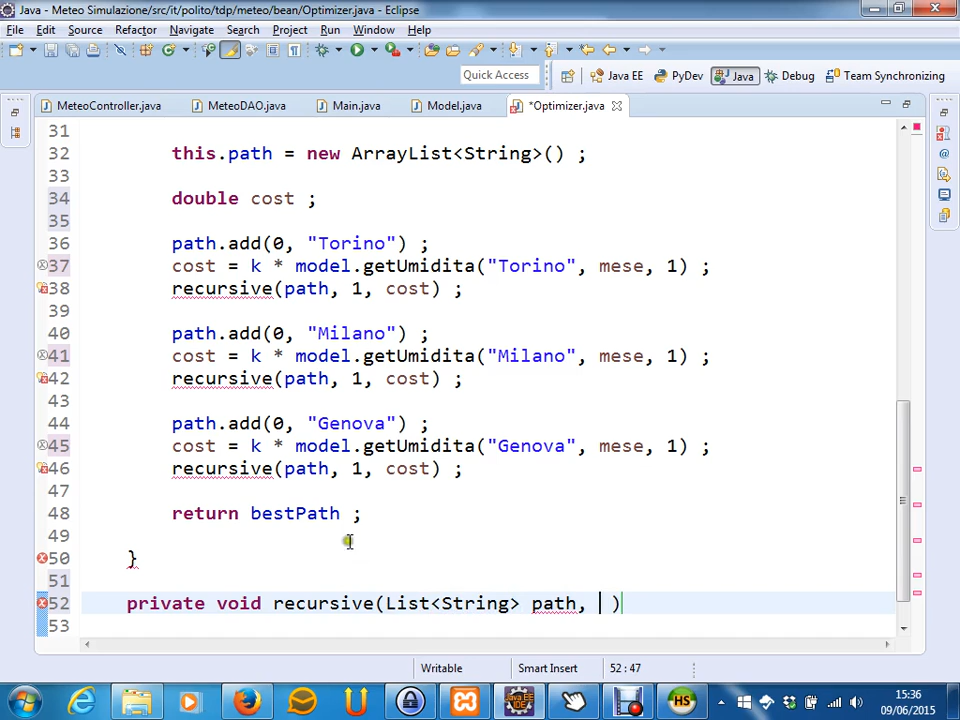 Java - Meteo Simulazione/src/it/polito/tdp/meteo/bean/Optimizer.java - Eclipse
File Edit Source Refactor Navigate Search Project Run Window Help
Quick Access Java EE PyDev Java Debug Team Synchronizing
MeteoController.java MeteoDAO.java Main.java Model.java *Optimizer.java
31
32 this.path = new ArrayList<String>() ;
33
34 double cost ;
35
36 path.add(0, "Torino") ;
37 cost = k * model.getUmidita("Torino", mese, 1) ;
38 recursive(path, 1, cost) ;
39
40 path.add(0, "Milano") ;
41 cost = k * model.getUmidita("Milano", mese, 1) ;
42 recursive(path, 1, cost) ;
43
44 path.add(0, "Genova") ;
45 cost = k * model.getUmidita("Genova", mese, 1) ;
46 recursive(path, 1, cost) ;
47
48 return bestPath ;
49
50 }
51
52 private void recursive(List<String> path, )
53
Writable Smart Insert 52 : 47
15:36
09/06/2015